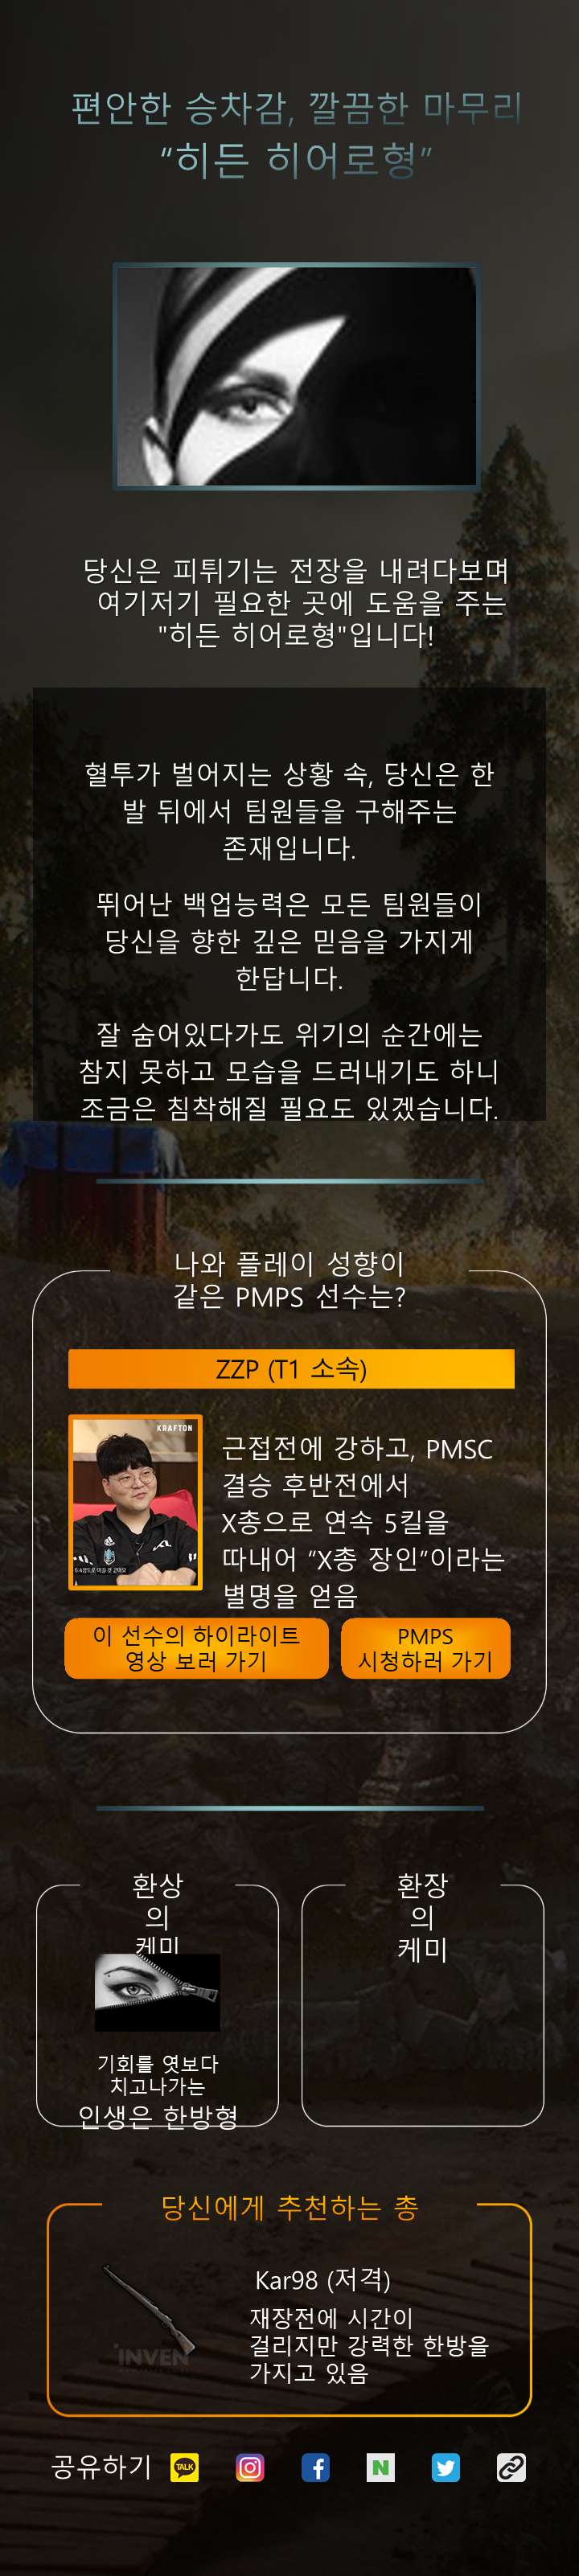 편안한 승차감, 깔끔한 마무리
“히든 히어로형”
당신은 피튀기는 전장을 내려다보며
여기저기 필요한 곳에 도움을 주는
"히든 히어로형"입니다!
혈투가 벌어지는 상황 속, 당신은 한
발 뒤에서 팀원들을 구해주는
존재입니다.
뛰어난 백업능력은 모든 팀원들이
당신을 향한 깊은 믿음을 가지게
한답니다.
잘 숨어있다가도 위기의 순간에는
참지 못하고 모습을 드러내기도 하니
조금은 침착해질 필요도 있겠습니다.
나와 플레이 성향이
같은 PMPS 선수는?
ZZP (T1 소속)
KRAFTON
근접전에 강하고, PMSC
결승 후반전에서
X총으로 연속 5킬을
따내어 “X총 장인”이라는
별명을 얻음
이 선수의 하이라이트
영상 보러 가기
PMPS
시청하러 가기
환상
의
케미
기회를 엿보다
치고나가는
인생은 한방형
환장
의
케미
당신에게 추천하는 총
Kar98 (저격)
재장전에 시간이
걸리지만 강력한 한방을
가지고 있음
INVEN
공유하기
TALK
N